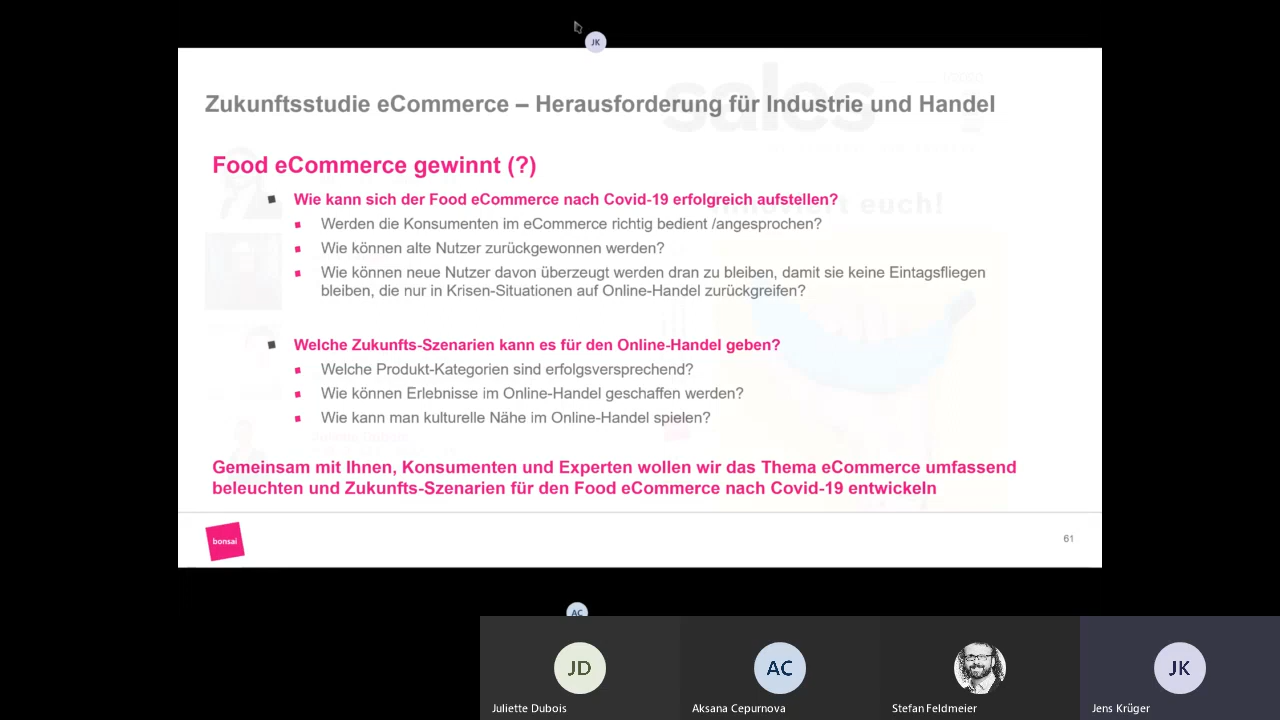 JK
sales
Zukunftsstudie eCommerce – Herausforderung für Industrie und Handel
Food eCommerce gewinnt (?)
Wie kann sich der Food eCommerce nach Covid-19 erfolgreich aufstellen?
euch!
Werden die Konsumenten im eCommerce richtig bedient /angesprochen?
Wie können alte Nutzer zurückgewonnen werden?
Wie können neue Nutzer davon überzeugt werden dran zu bleiben, damit sie keine Eintagsfliegen
bleiben, die nur in Krisen-Situationen auf Online-Handel zurückgreifen?
Welche Zukunfts-Szenarien kann es für den Online-Handel geben?
Welche Produkt-Kategorien sind erfolgsversprechend?
Wie können Erlebnisse im Online-Handel geschaffen werden?
Wie kann man kulturelle Nähe im Online-Handel spielen?
Gemeinsam mit Ihnen, Konsumenten und Experten wollen wir das Thema eCommerce umfassend
beleuchten und Zukunfts-Szenarien für den Food eCommerce nach Covid-19 entwickeln
bonsai
61
AC
JD
AC
JK
Juliette Dubois
Aksana Cepurnova
Stefan Feldmeier
Jens Krüger